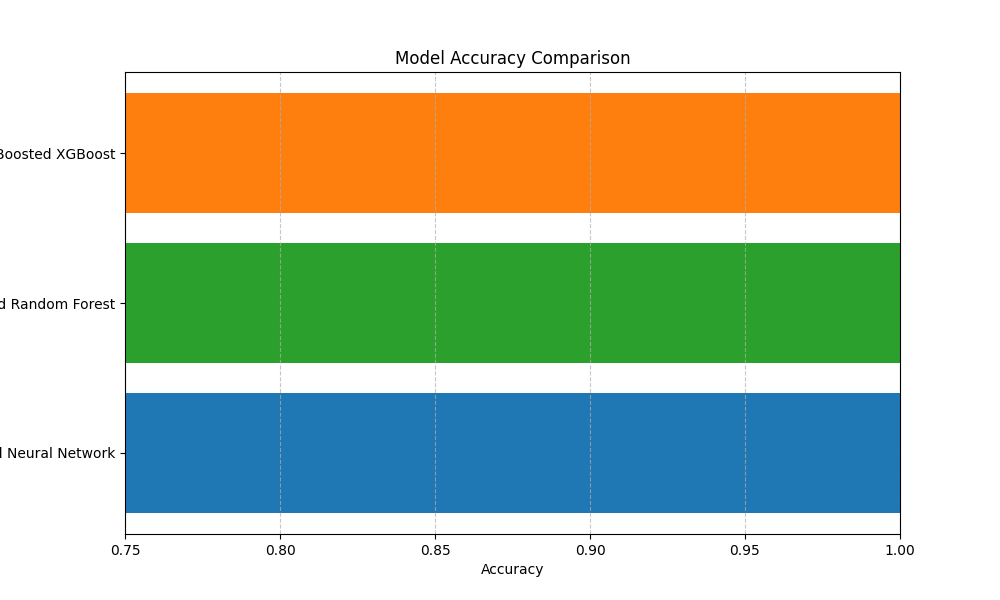 Model Accuracy Comparison
Boosted XGBoost
d Random Forest
Neural Network
0.75 0.80 0.85 0.90 0.95 1.00
Accuracy